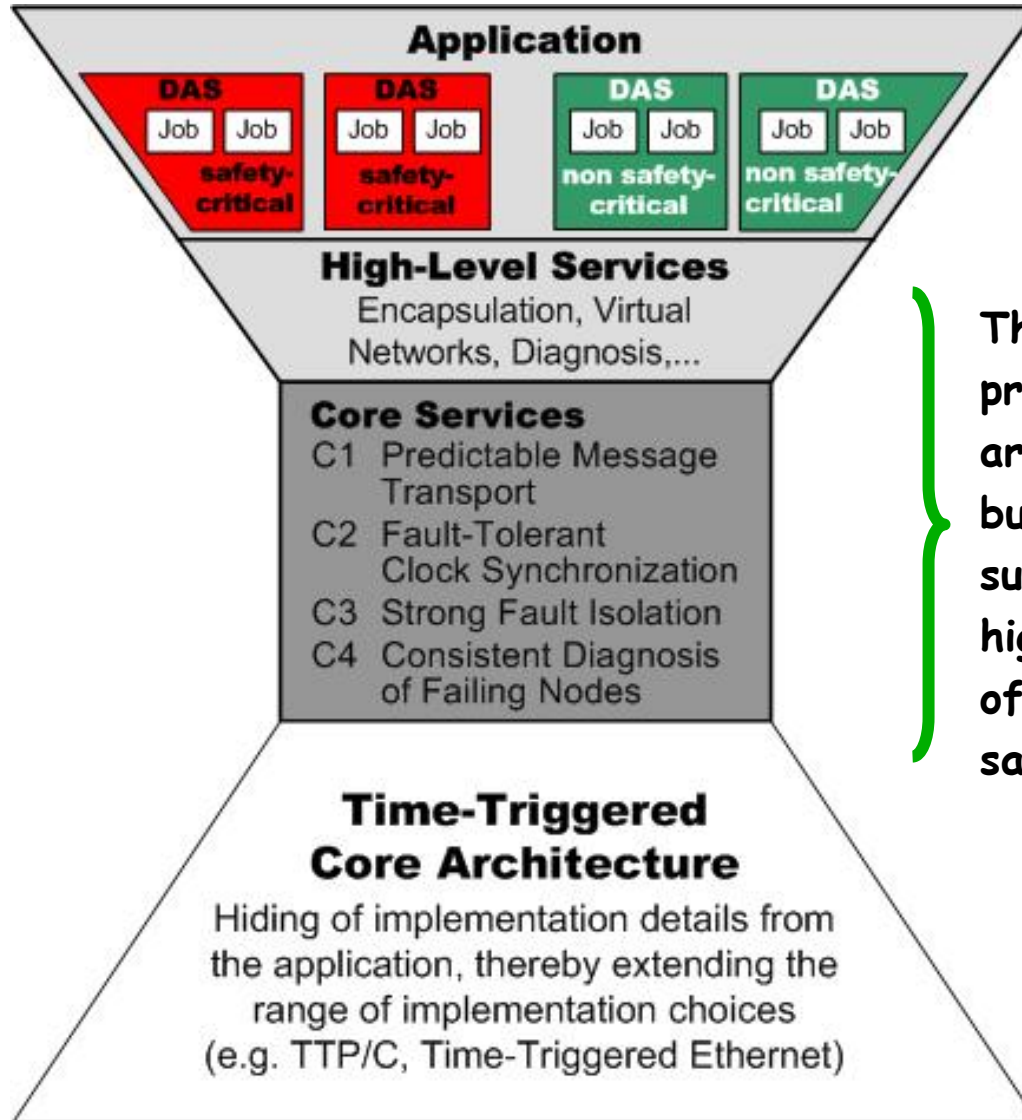 Application
DAS
Job Job
safety-
critical
DAS
Job Job
safety-
critical
DAS
Job Job
non safety-
critical
DAS
Job Job
non safety-
critical
High-Level Services
Encapsulation, Virtual
Networks, Diagnosis,...
Core Services
C1 Predictable Message
Transport
C2 Fault-Tolerant
Clock Synchronization
C3 Strong Fault Isolation
C4 Consistent Diagnosis
of Failing Nodes
Time-Triggered
Core Architecture
Hiding of implementation details from
the application, thereby extending the
range of implementation choices
(e.g. TTP/C, Time-Triggered Ethernet)
of